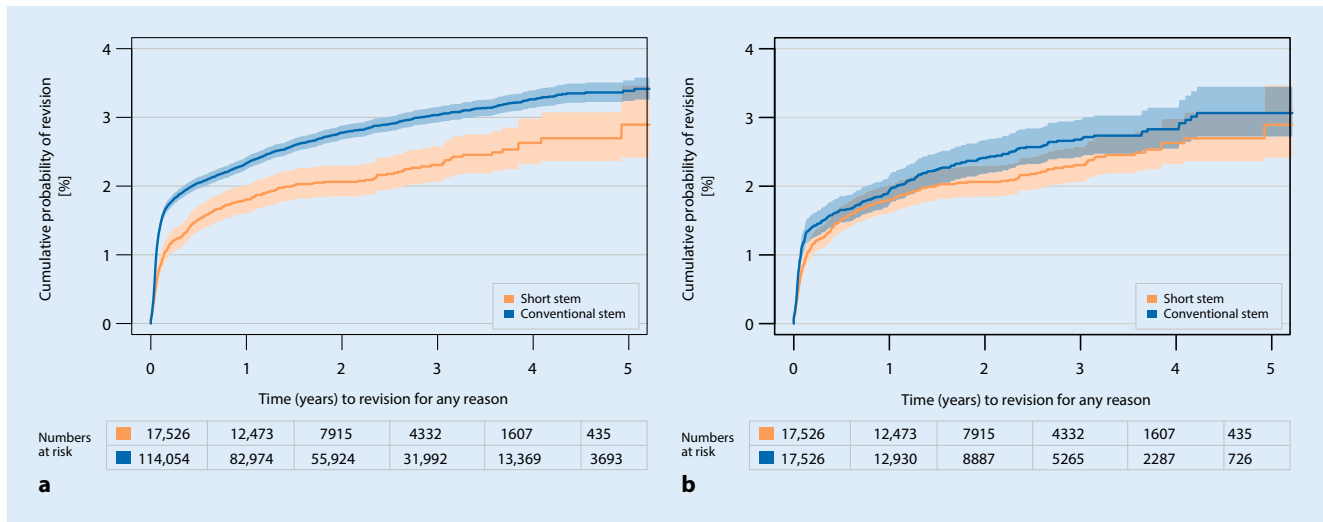 4
3
2
1
0
Cumulative probability of revision
[%]
Short stem
Conventional stem
0 1 2 3 4 5
Time (years) to revision for any reason
Numbers
at risk
17,526 12,473 7915 4332 1607 435
114,054 82,974 55,924 31,992 13,369 3693
a
4
3
2
1
0
Cumulative probability of revision
[%]
Short stem
Conventional stem
0 1 2 3 4 5
Time (years) to revision for any reason
Numbers
at risk
17,526 12,473 7915 4332 1607 435
17,526 12,930 8887 5265 2287 726
b